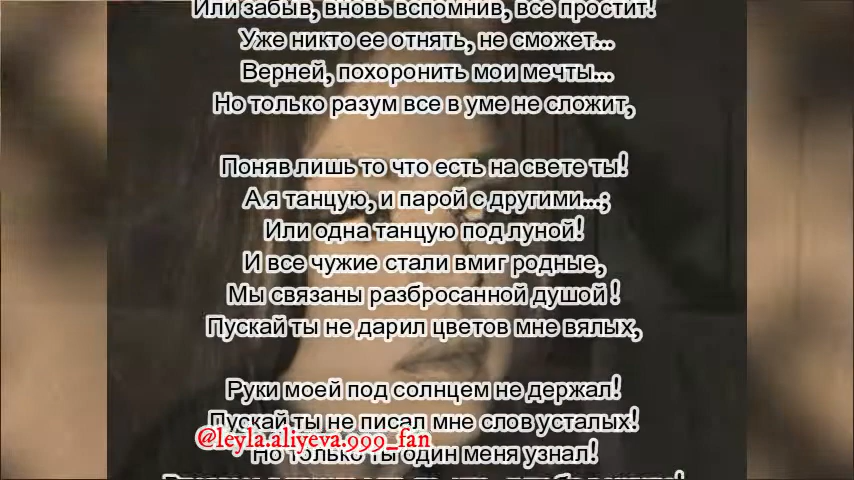 Или забыв, вновь вспомнив, все простит!
Уже никто ее отнять, не сможет...
Верней, похоронить мои мечты...
Но только разум все в уме не сложит,
Поняв лишь то что есть на свете ты!
А я танцую, и парой с другими...;
Или одна танцую под луной!
И все чужие стали вмиг родные,
Мы связаны разбросанной душой !
Пускай ты не дарил цветов мне вялых,
Руки моей под солнцем не держал!
Пускай ты не писал мне слов усталых!
@leyla.aliyeva.999_fan
Но только ты один меня узнал!